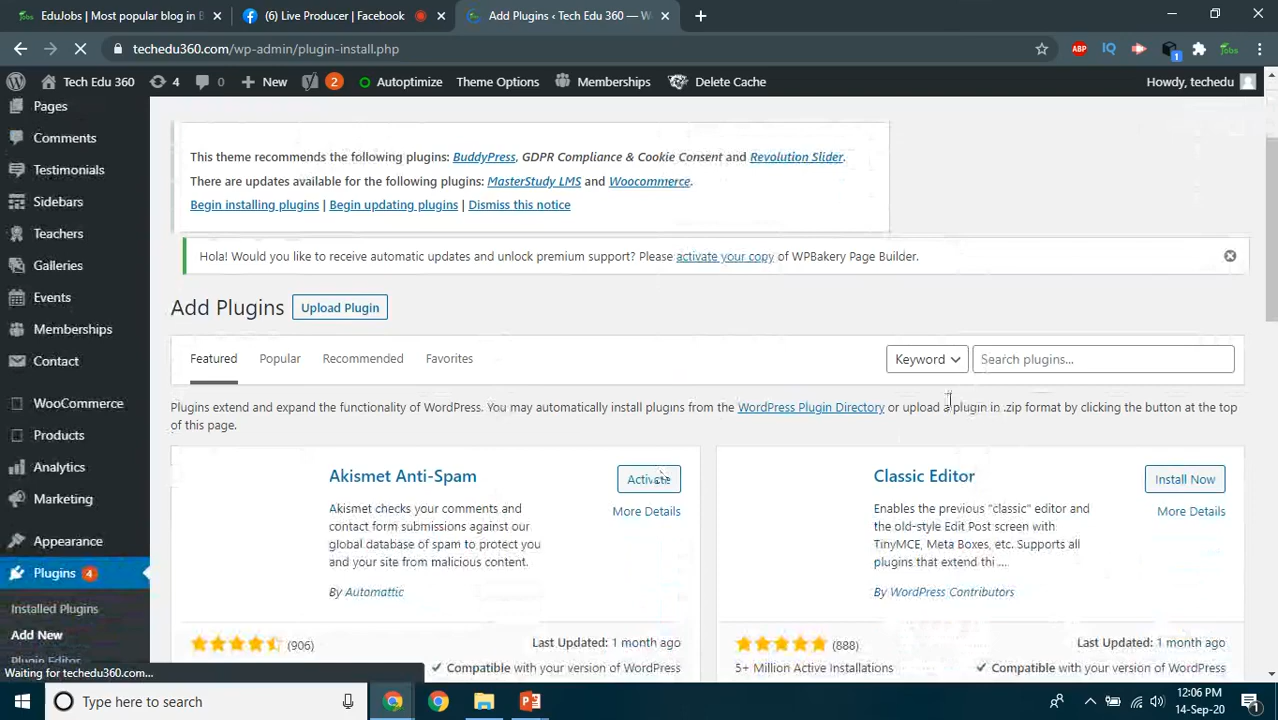 EduJobs | Most popular blog in B
(2) Live Producer | Facebook
Add Plugins ‹ Tech Edu 360 — W
techedu360.com/wp-admin/plugin-install.php
ABP
IQ
1
Jobs
Tech Edu 360
4
0
New
2
Autoptimize
Theme Options
Memberships
Delete Cache
Howdy, techedu
Pages
Comments
Testimonials
Sidebars
Teachers
Galleries
Events
Memberships
Contact
WooCommerce
Products
Analytics
Marketing
Appearance
Plugins 4
Installed Plugins
Add New
Plugin Editor
This theme recommends the following plugins: BuddyPress, GDPR Compliance & Cookie Consent and Revolution Slider.
There are updates available for the following plugins: MasterStudy LMS and Woocommerce.
Begin installing plugins | Begin updating plugins | Dismiss this notice
Hola! Would you like to receive automatic updates and unlock premium support? Please activate your copy of WPBakery Page Builder.
Add Plugins
Upload Plugin
Featured
Popular
Recommended
Favorites
Keyword
Search plugins...
Plugins extend and expand the functionality of WordPress. You may automatically install plugins from the WordPress Plugin Directory or upload a plugin in .zip format by clicking the button at the top
of this page.
Akismet Anti-Spam
Activate
More Details
Akismet checks your comments and
contact form submissions against our
global database of spam to protect you
and your site from malicious content.
By Automattic
(906)
Last Updated: 1 month ago
Compatible with your version of WordPress
Classic Editor
Install Now
More Details
Enables the previous "classic" editor and
the old-style Edit Post screen with
TinyMCE, Meta Boxes, etc. Supports all
plugins that extend thi ....
By WordPress Contributors
(888)
Last Updated: 1 month ago
5+ Million Active Installations
Compatible with your version of WordPress
Waiting for techedu360.com...
Type here to search
12:06 PM
14-Sep-20
1